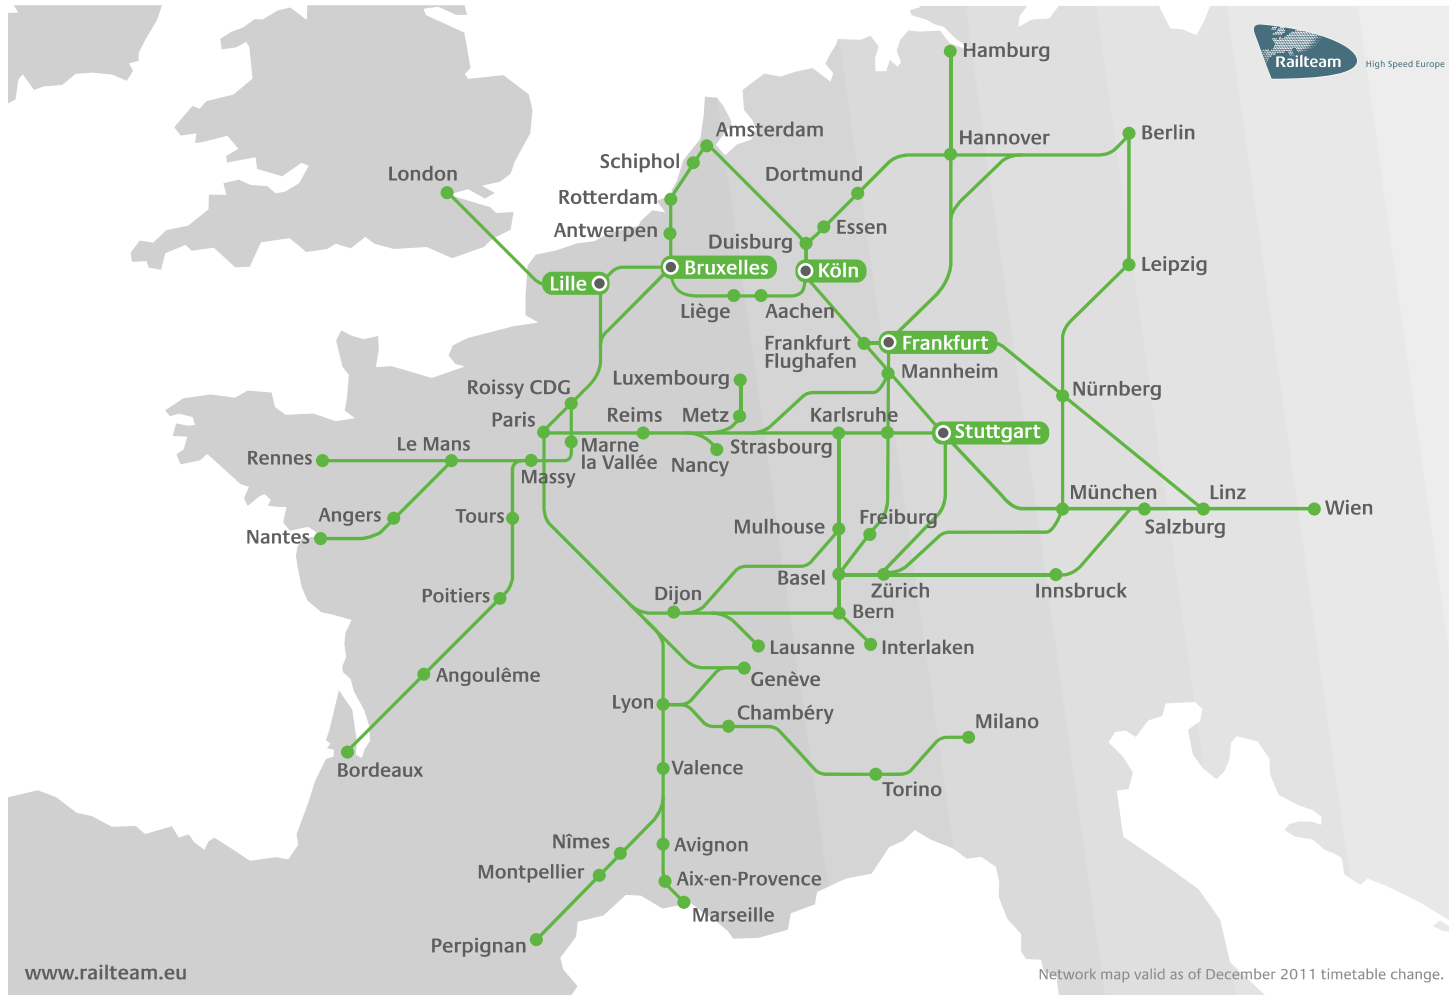 Hamburg
Railteam
High Speed Europe
Amsterdam
Hannover
Berlin
Schiphol
London
Dortmund
Rotterdam
Antwerpen
Essen
Duisburg
Bruxelles
Köln
Leipzig
Lille
Liège
Aachen
Frankfurt
Flughafen
Frankfurt
Luxembourg
Mannheim
Roissy CDG
Nürnberg
Paris
Reims
Metz
Karlsruhe
Le Mans
Stuttgart
Rennes
Marne
la Vallée
Strasbourg
Nancy
Massy
München
Linz
Angers
Tours
Freiburg
Wien
Nantes
Mulhouse
Salzburg
Basel
Zürich
Innsbruck
Poitiers
Dijon
Bern
Lausanne
Interlaken
Angoulême
Genève
Lyon
Chambéry
Milano
Bordeaux
Valence
Torino
Nîmes
Avignon
Montpellier
Aix-en-Provence
Marseille
Perpignan
www.railteam.eu
Network map valid as of December 2011 timetable change.